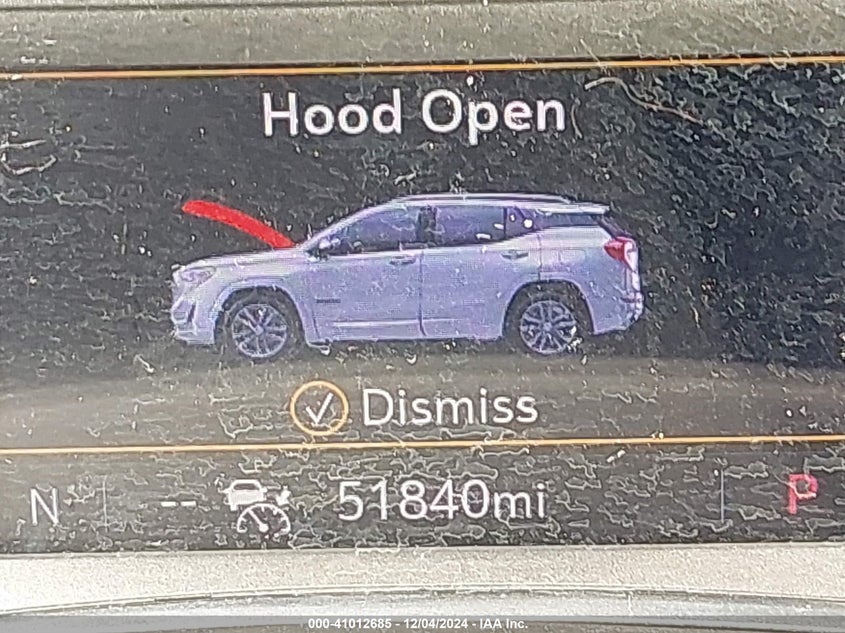 Hood Open
Dismiss
N -- 51840mi P
000-41012685 - 12/04/2024 - IAA Inc.